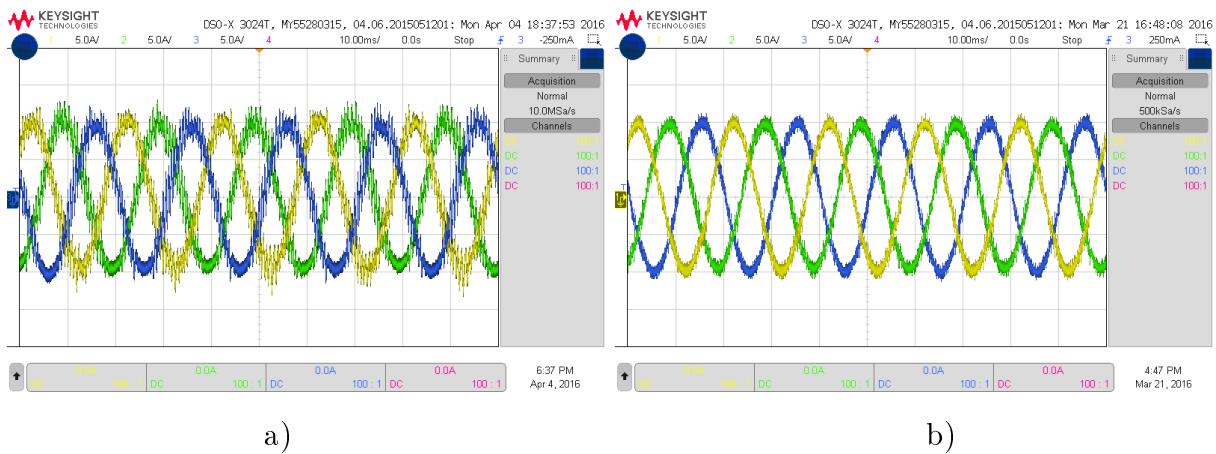 KEYSIGHT
TECHNOLOGIES
DSO-X 3024T, MY55280315, 04.06.2015051201: Mon Apr 04 18:37:53 2016
1 5.0A/ 2 5.0A/ 3 5.0A/ 4 10.00ms/ 0.0s Stop 3 -250mA
Summary
Acquisition
Normal
10.0MSa/s
Channels
DC
DC 100:1
DC 100:1
DC 100:1
0.0A 0.0A 0.0A
DC DC 100 : 1 DC 100 : 1 DC 100 : 1
6:37 PM
Apr 4, 2016
a)
KEYSIGHT
TECHNOLOGIES
DSO-X 3024T, MY55280315, 04.06.2015051201: Mon Mar 21 16:48:08 2016
1 5.0A/ 2 5.0A/ 3 5.0A/ 4 10.00ms/ 0.0s Stop 3 250mA
Summary
Acquisition
Normal
500kSa/s
Channels
DC
DC 100:1
DC 100:1
DC 100:1
0.0A 0.0A 0.0A
DC DC 100 : 1 DC 100 : 1 DC 100 : 1
4:47 PM
Mar 21, 2016
b)